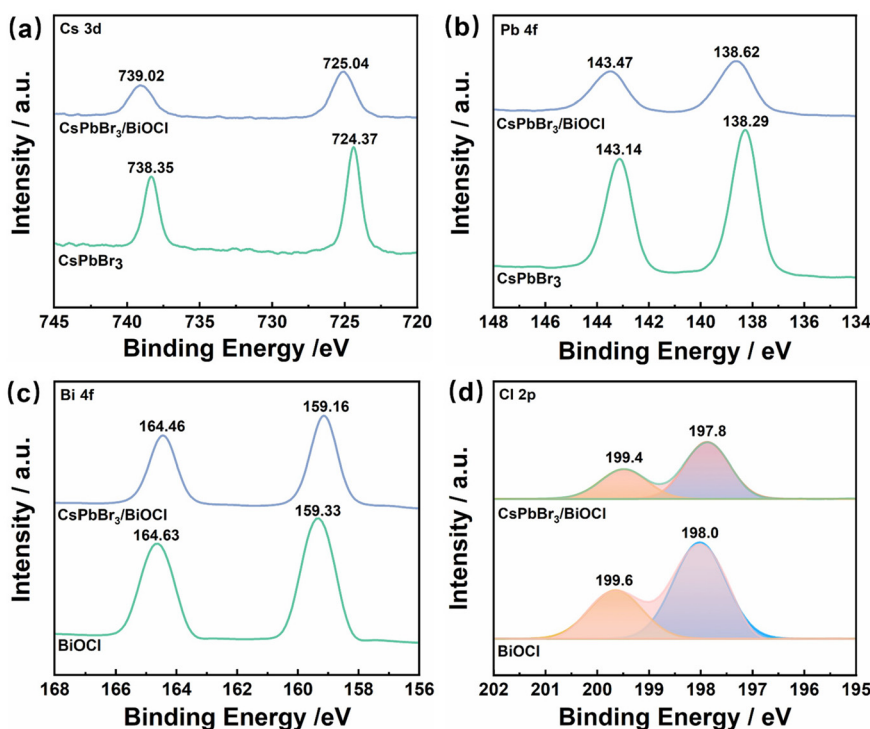 (a) Cs 3d
739.02
725.04
CsPbBr₃/BiOCl
738.35
724.37
CsPbBr₃
Intensity / a.u.
745 740 735 730 725 720
Binding Energy /eV
(b) Pb 4f
143.47
138.62
CsPbBr₃/BiOCl
143.14
138.29
CsPbBr₃
Intensity / a.u.
148 146 144 142 140 138 136 134
Binding Energy / eV
(c) Bi 4f
164.46
159.16
CsPbBr₃/BiOCl
164.63
159.33
BiOCl
Intensity / a.u.
168 166 164 162 160 158 156
Binding Energy /eV
(d) Cl 2p
199.4
197.8
CsPbBr₃/BiOCl
199.6
198.0
BiOCl
Intensity / a.u.
202 201 200 199 198 197 196 195
Binding Energy / eV